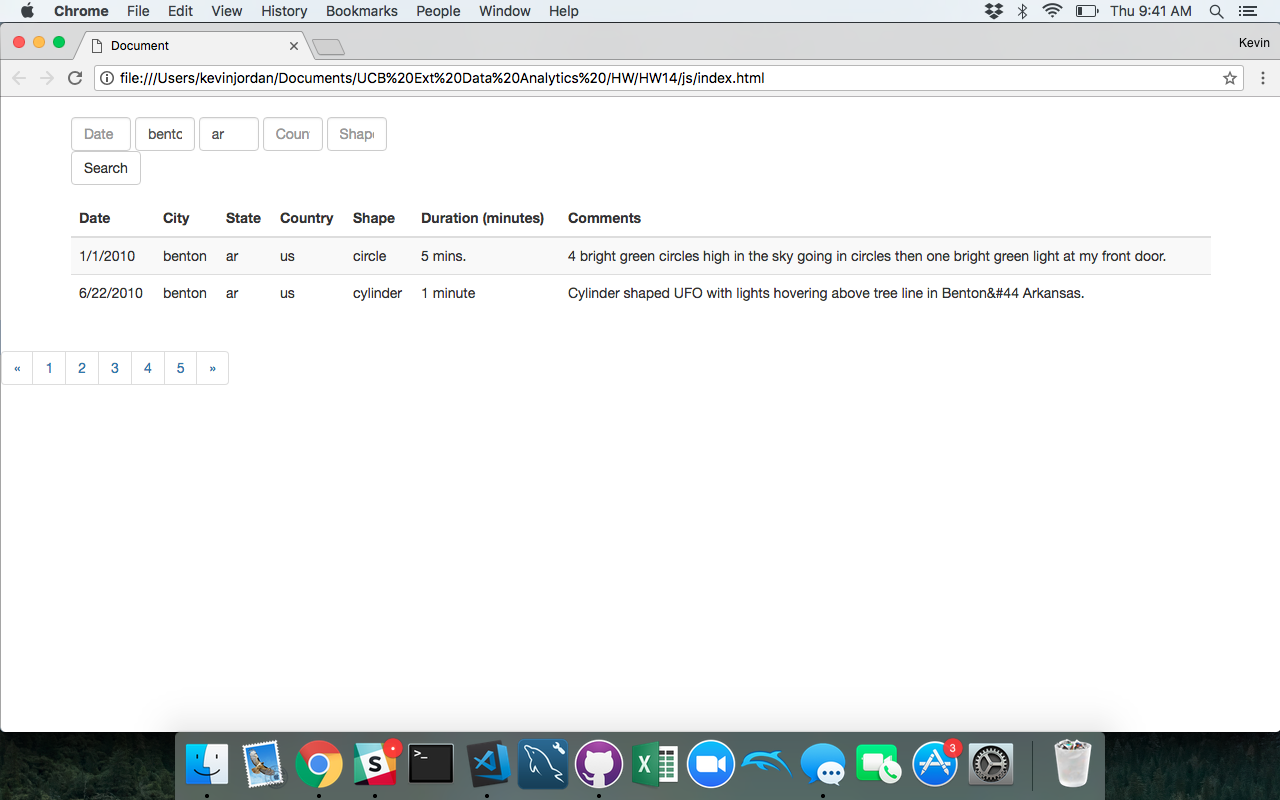 Chrome File Edit View History Bookmarks People Window Help Thu 9:41 AM
Document Kevin
file:///Users/kevinjordan/Documents/UCB%20Ext%20Data%20Analytics%20/HW/HW14/js/index.html
Date bento ar Coun Shape
Search
Date City State Country Shape Duration (minutes) Comments
1/1/2010 benton ar us circle 5 mins. 4 bright green circles high in the sky going in circles then one bright green light at my front door.
6/22/2010 benton ar us cylinder 1 minute Cylinder shaped UFO with lights hovering above tree line in Benton&#44 Arkansas.
« 1 2 3 4 5 »
S >_ X 3